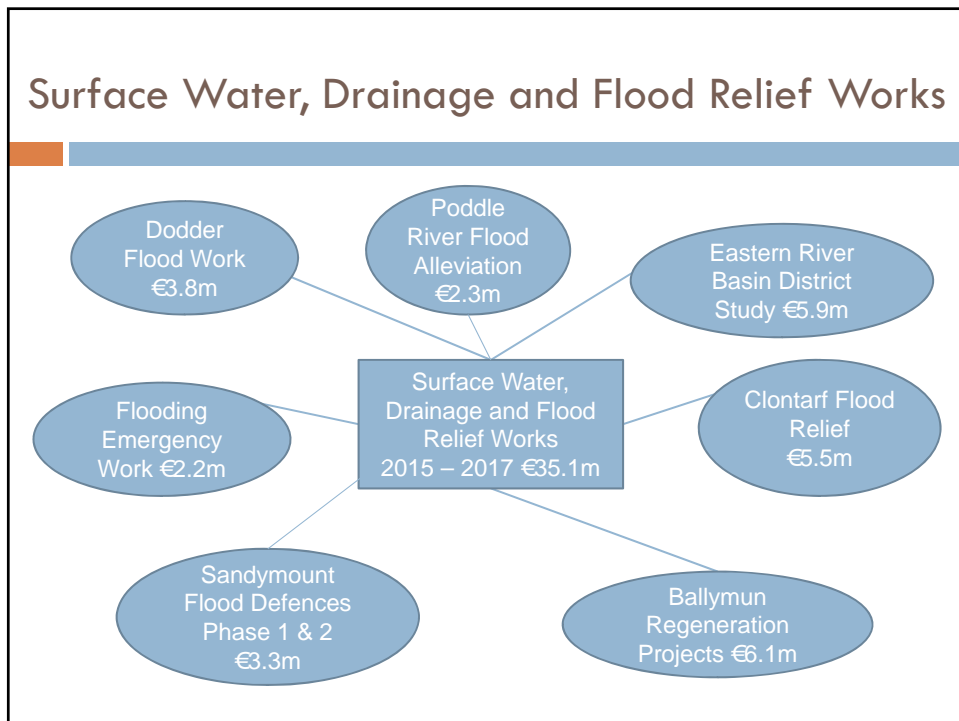 Surface Water, Drainage and Flood Relief Works
Dodder
Flood Work
€3.8m
Poddle
River Flood
Alleviation
€2.3m
Eastern River
Basin District
Study €5.9m
Flooding
Emergency
Work €2.2m
Surface Water,
Drainage and Flood
Relief Works
2015 – 2017 €35.1m
Clontarf Flood
Relief
€5.5m
Sandymount
Flood Defences
Phase 1 & 2
€3.3m
Ballymun
Regeneration
Projects €6.1m